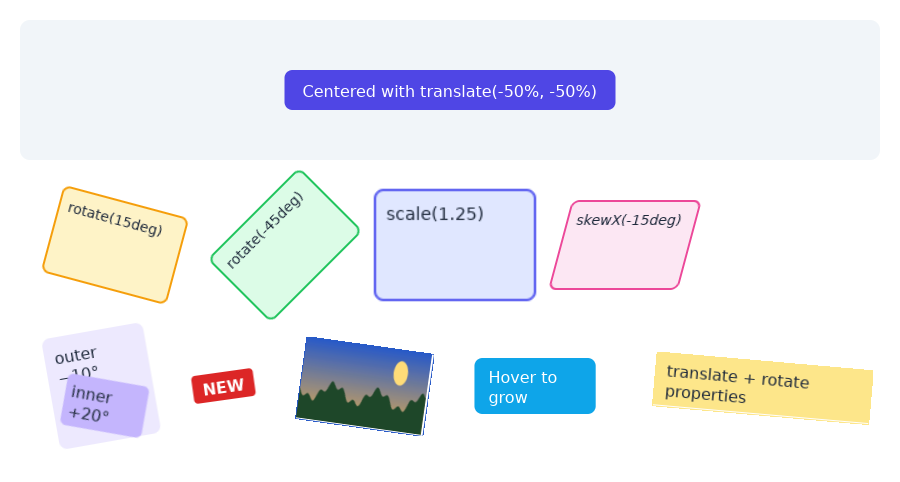 Centered with translate(-50%, -50%)
rotate(15deg)
rotate(-45deg)
scale(1.25)
skewX(-15deg)
outer
−10°
inner
+20°
NEW
Hover to
grow
translate + rotate
properties